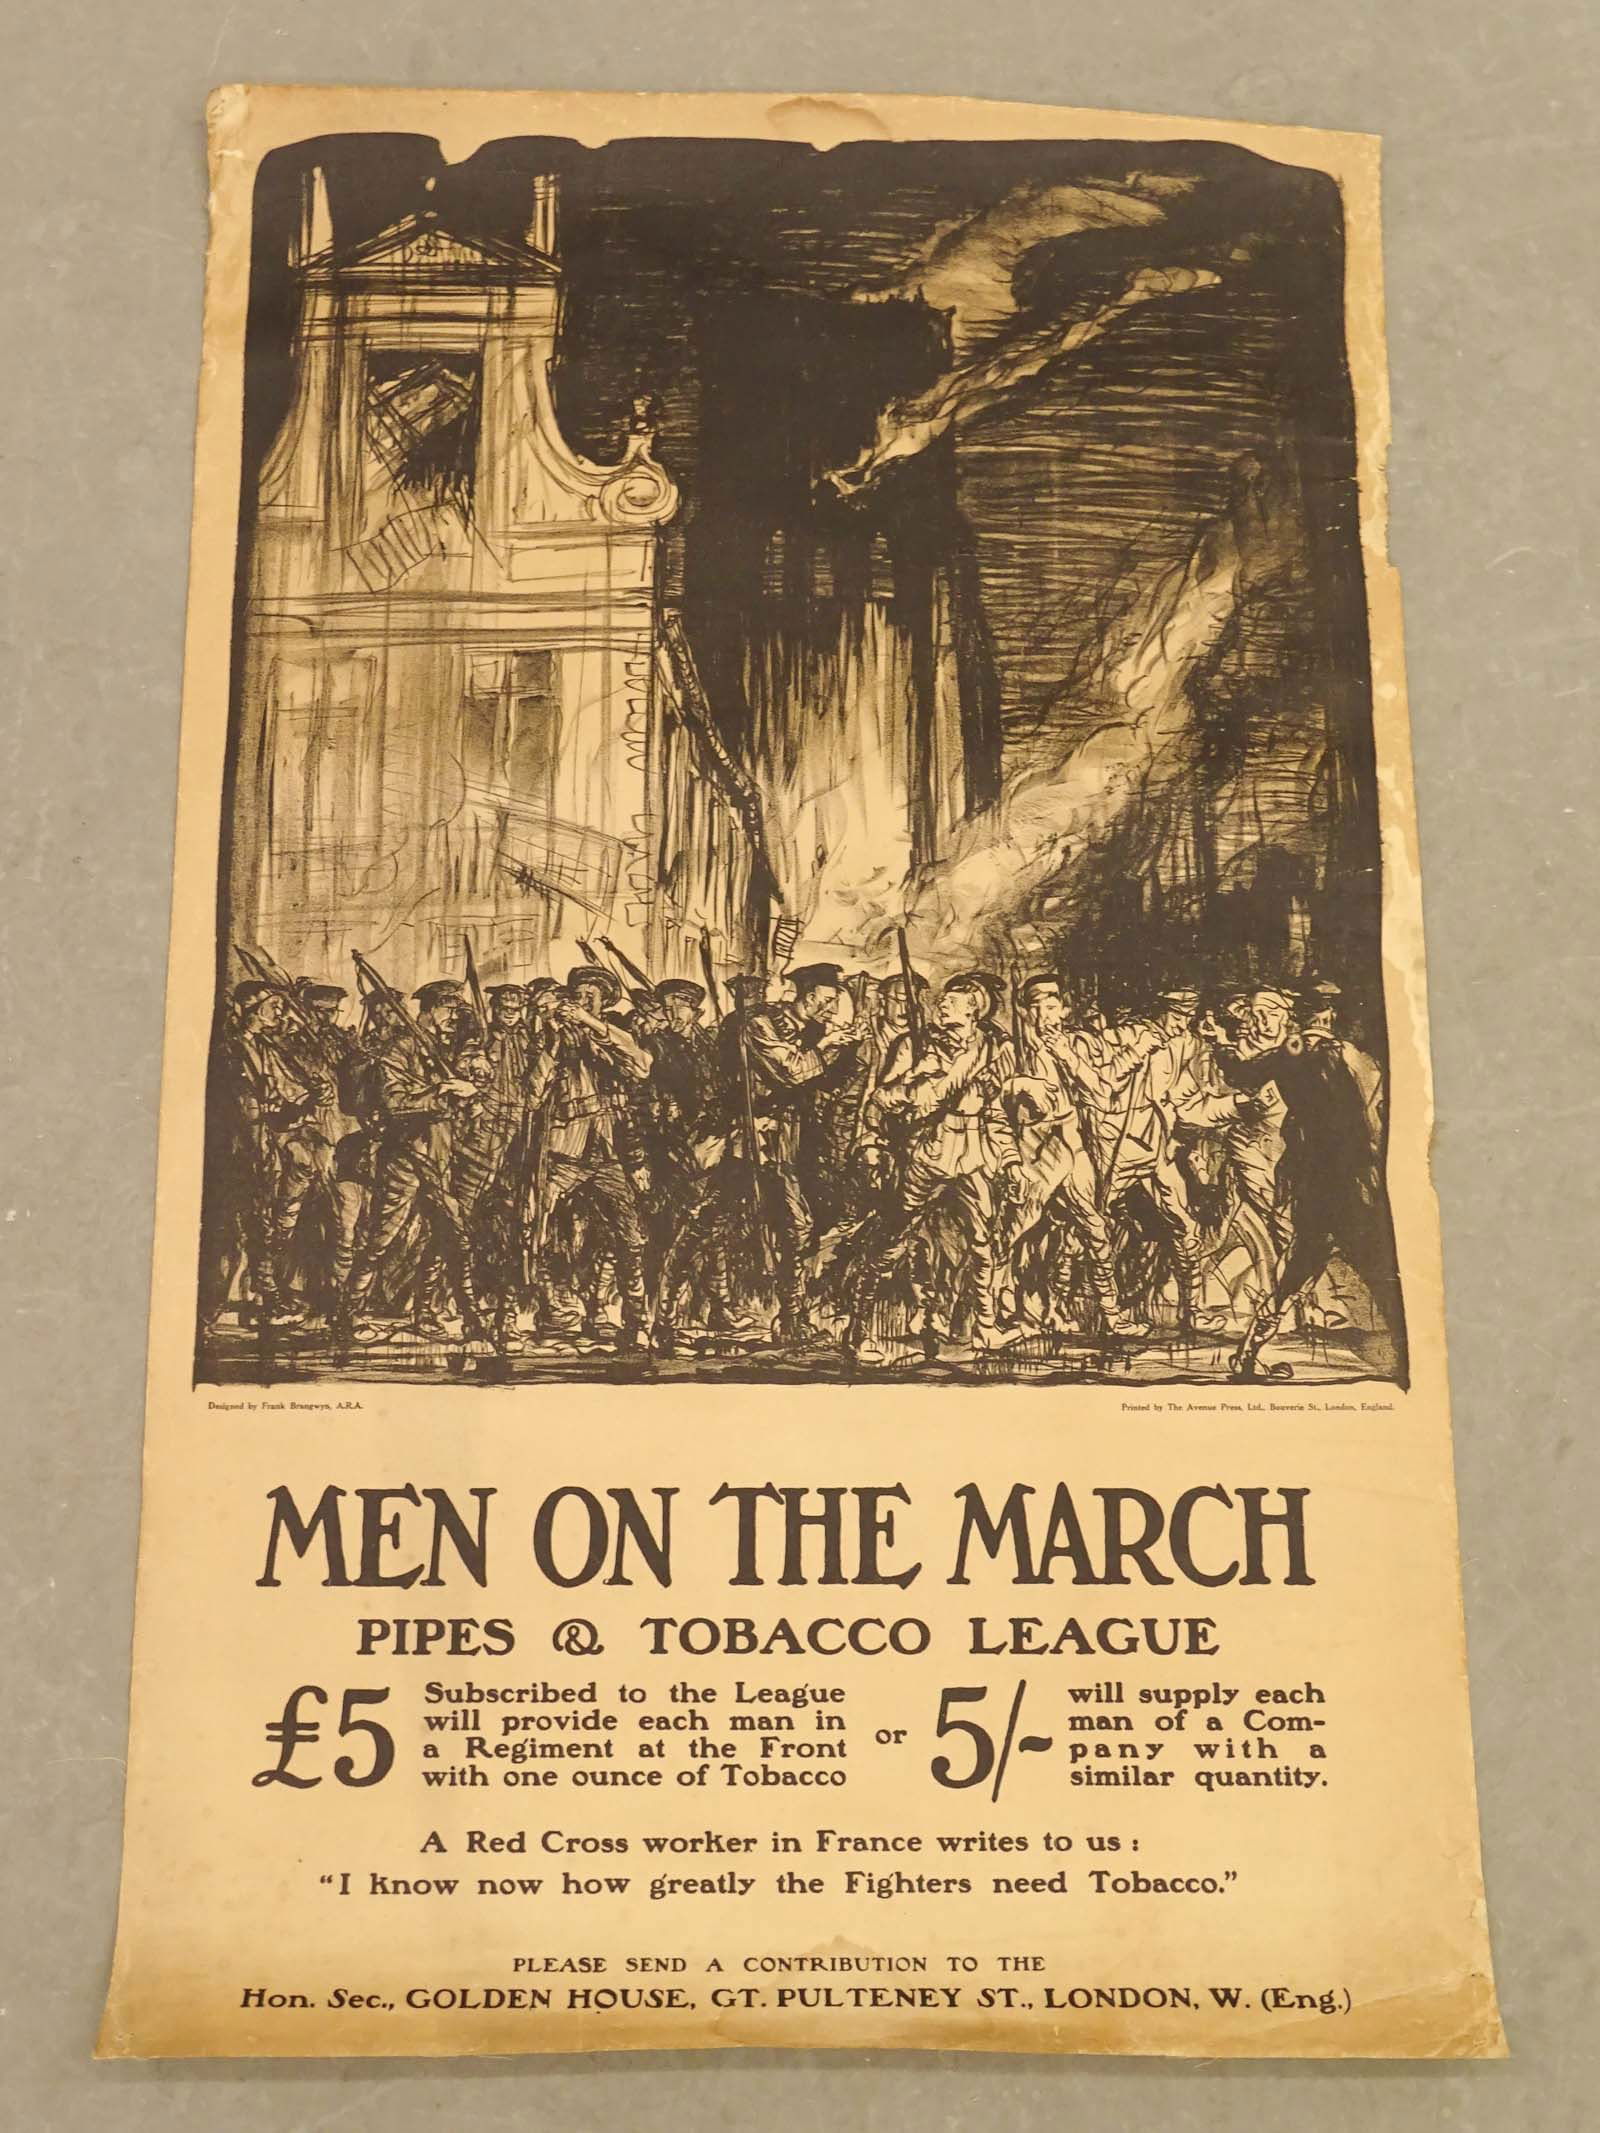 Designed by Frank Brangwyn, A.R.A.
Printed by The Avenue Press, Ltd., Bouverie St., London, England.
MEN ON THE MARCH
PIPES & TOBACCO LEAGUE
£5 Subscribed to the League
will provide each man in
a Regiment at the Front
with one ounce of Tobacco
or
5/- will supply each
man of a Com-
pany with a
similar quantity.
A Red Cross worker in France writes to us :
"I know now how greatly the Fighters need Tobacco."
PLEASE SEND A CONTRIBUTION TO THE
Hon. Sec., GOLDEN HOUSE, GT. PULTENEY ST., LONDON, W. (Eng.)